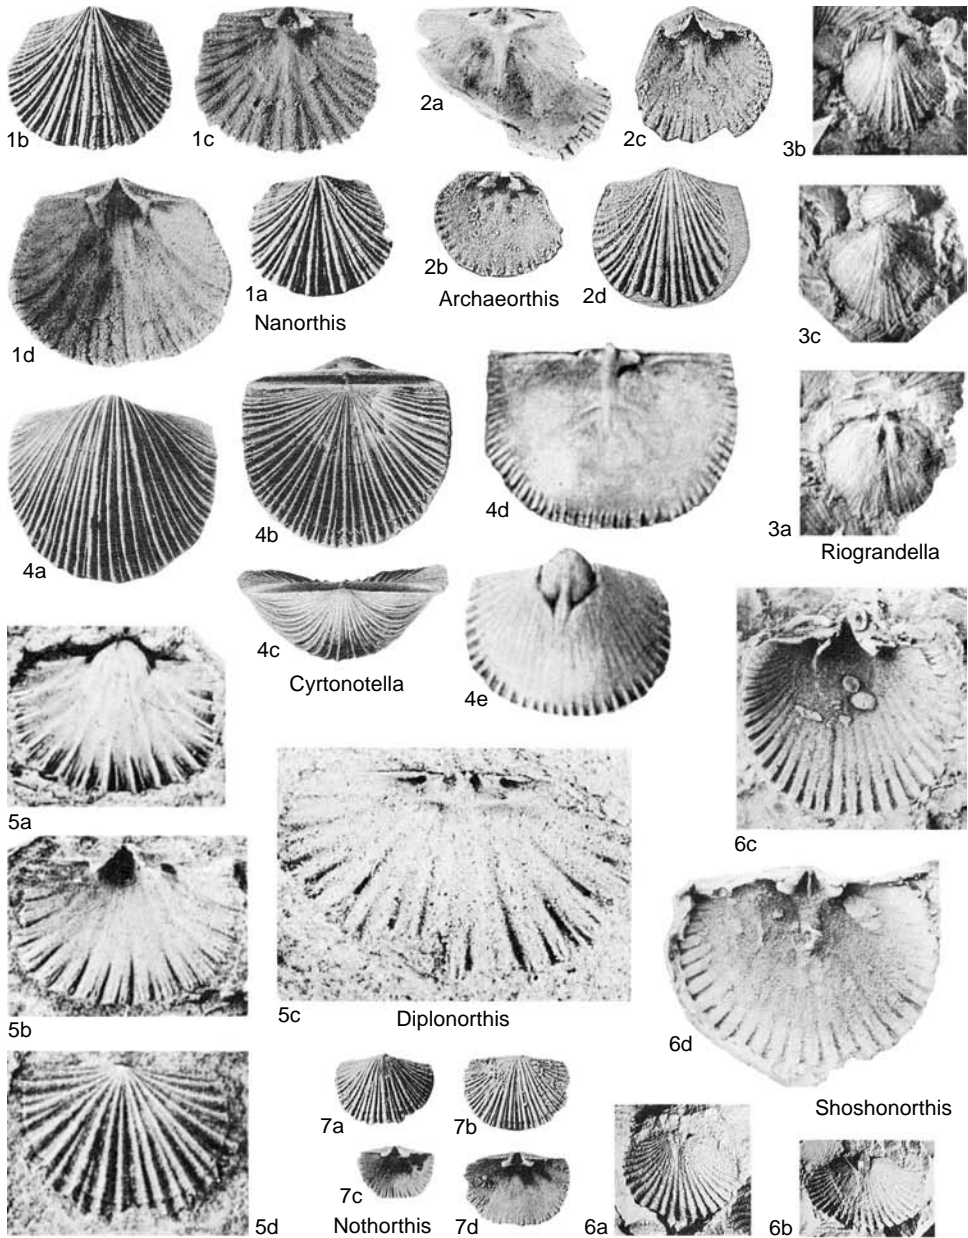 1b
1c
2a
2c
3b
1d
1a
Nanorthis
2b
Archaeorthis
2d
3c
4a
4b
4d
3a
Riograndella
4c
Cyrtonotella
4e
5a
6c
5b
5c
Diplonorthis
6d
Shoshonorthis
5d
7a
7b
7c
Nothorthis
7d
6a
6b